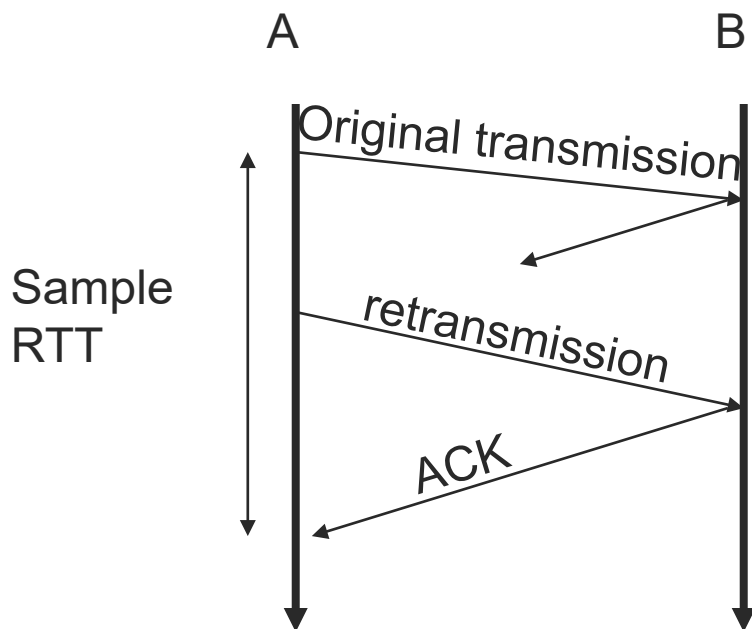 A
B
Original transmission
Sample
RTT
retransmission
ACK